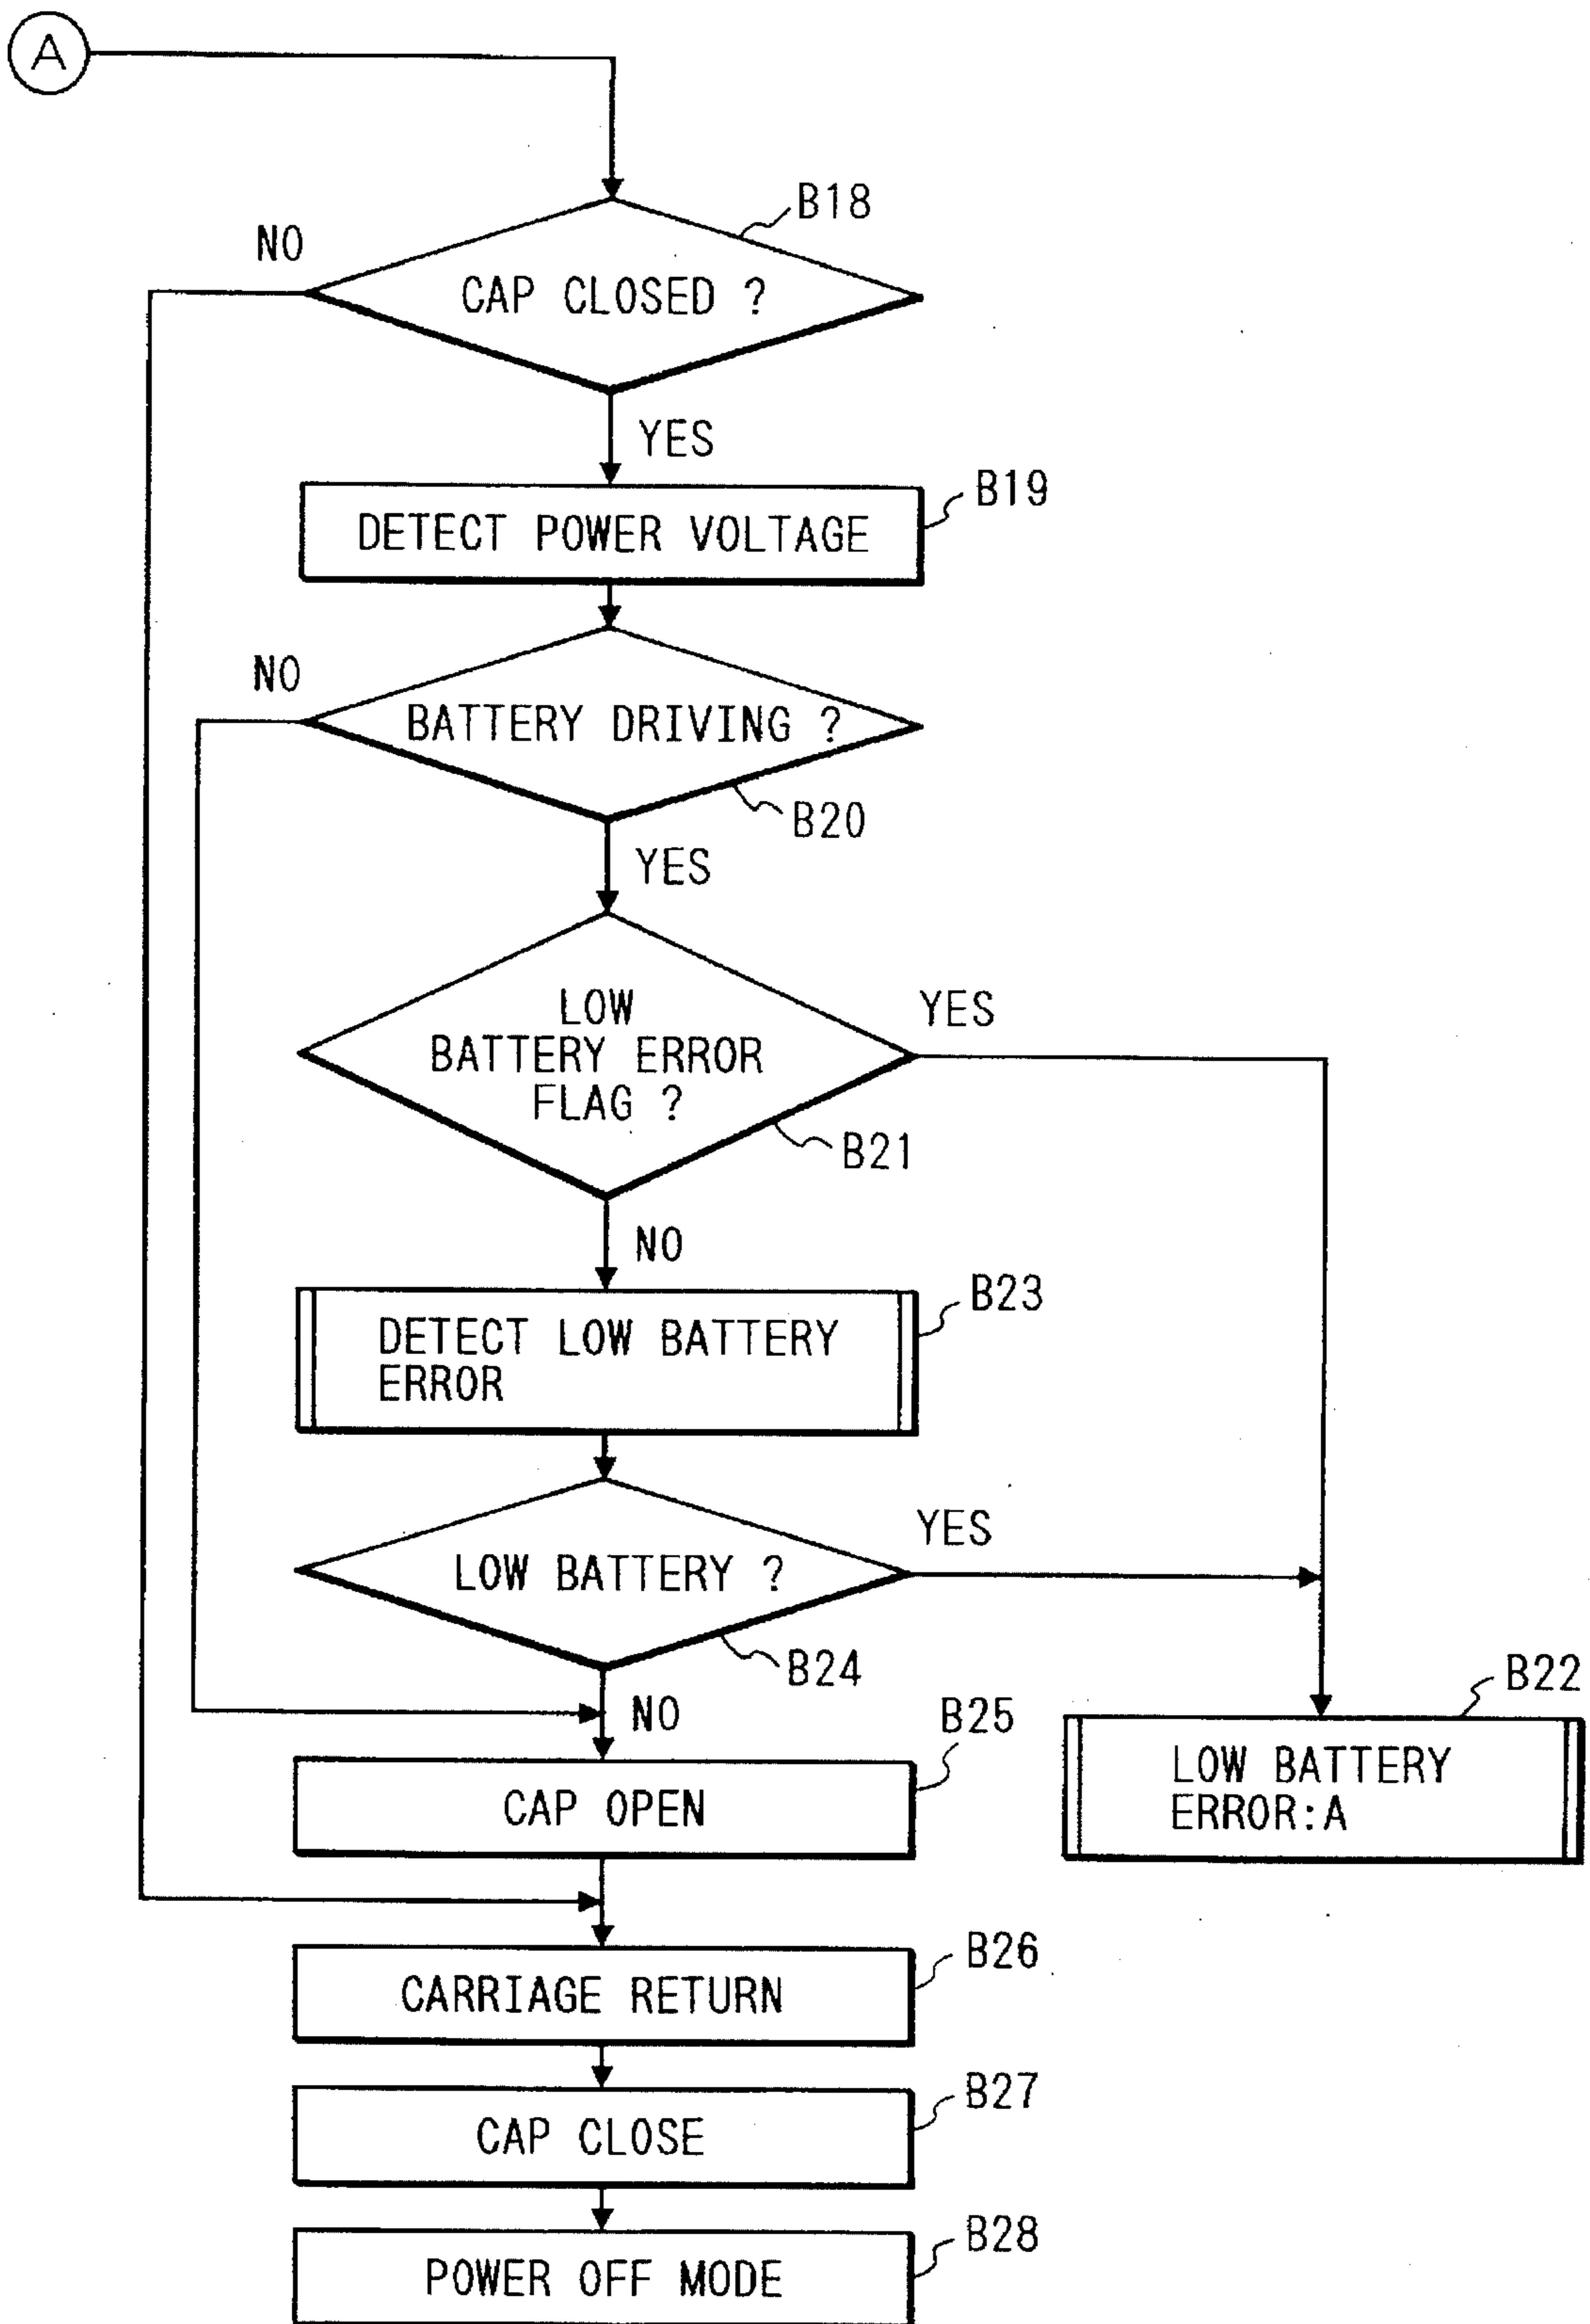 A
B18
NO
CAP CLOSED ?
YES
B19
DETECT POWER VOLTAGE
NO
BATTERY DRIVING ?
B20
YES
LOW
BATTERY ERROR
FLAG ?
YES
B21
NO
B23
DETECT LOW BATTERY
ERROR
YES
LOW BATTERY ?
B24
NO
B22
LOW BATTERY
ERROR:A
B25
CAP OPEN
B26
CARRIAGE RETURN
B27
CAP CLOSE
B28
POWER OFF MODE